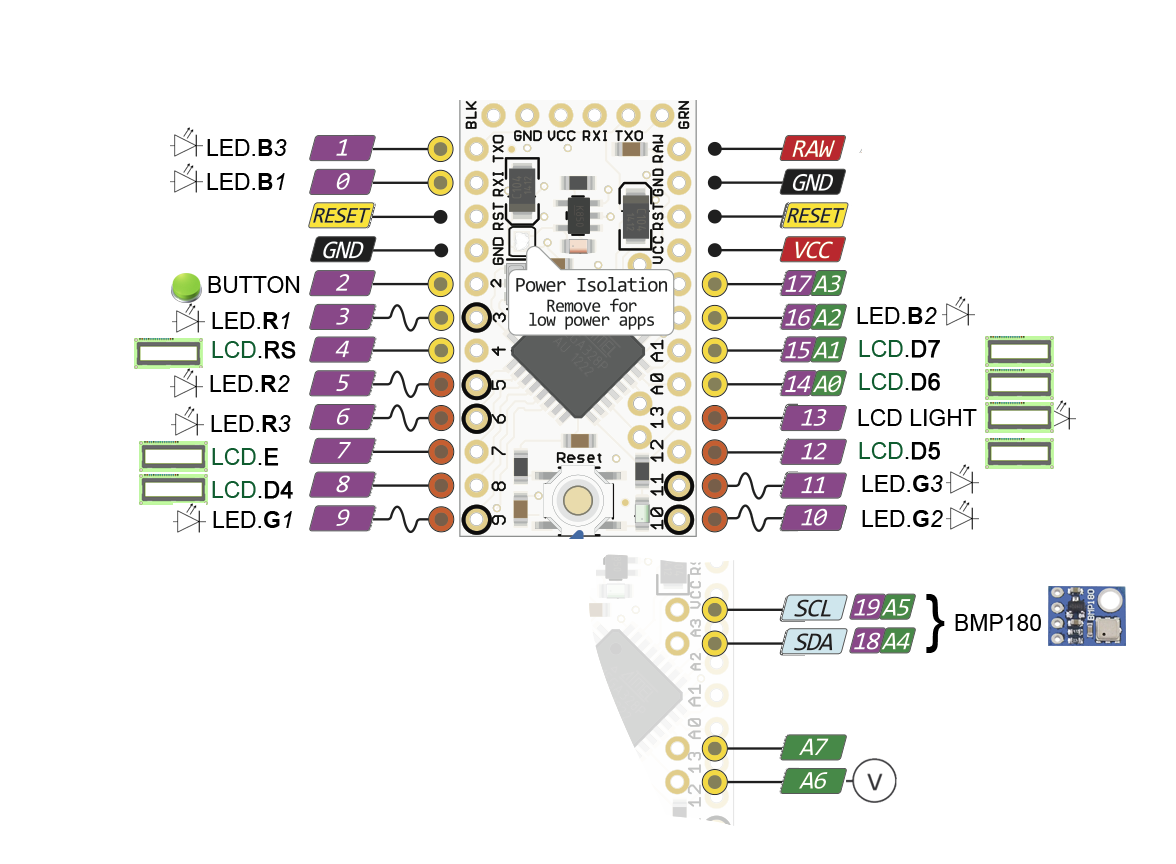 BLK
GRN
GND VCC RXI TXO
LED.B3 1 TXO
RAW RAW
LED.B1 0 RXI
GND GND
RESET RST
RST RESET
GND GND
VCC VCC
BUTTON 2 2
17 A3
Power Isolation
Remove for
low power apps
LED.R1 3 3
16 A2 LED.B2
LCD.RS 4 4
A1 15 A1 LCD.D7
LED.R2 5 5
A0 14 A0 LCD.D6
LED.R3 6 6
13 13 LCD LIGHT
LCD.E 7 7
Reset
12 12 LCD.D5
LCD.D4 8 8
11 11 LED.G3
LED.G1 9 9
10 10 LED.G2
VCC RS
A3 SCL 19 A5
A2 SDA 18 A4
} BMP180
BMP180
A1
A0
13 A7
12 A6 V